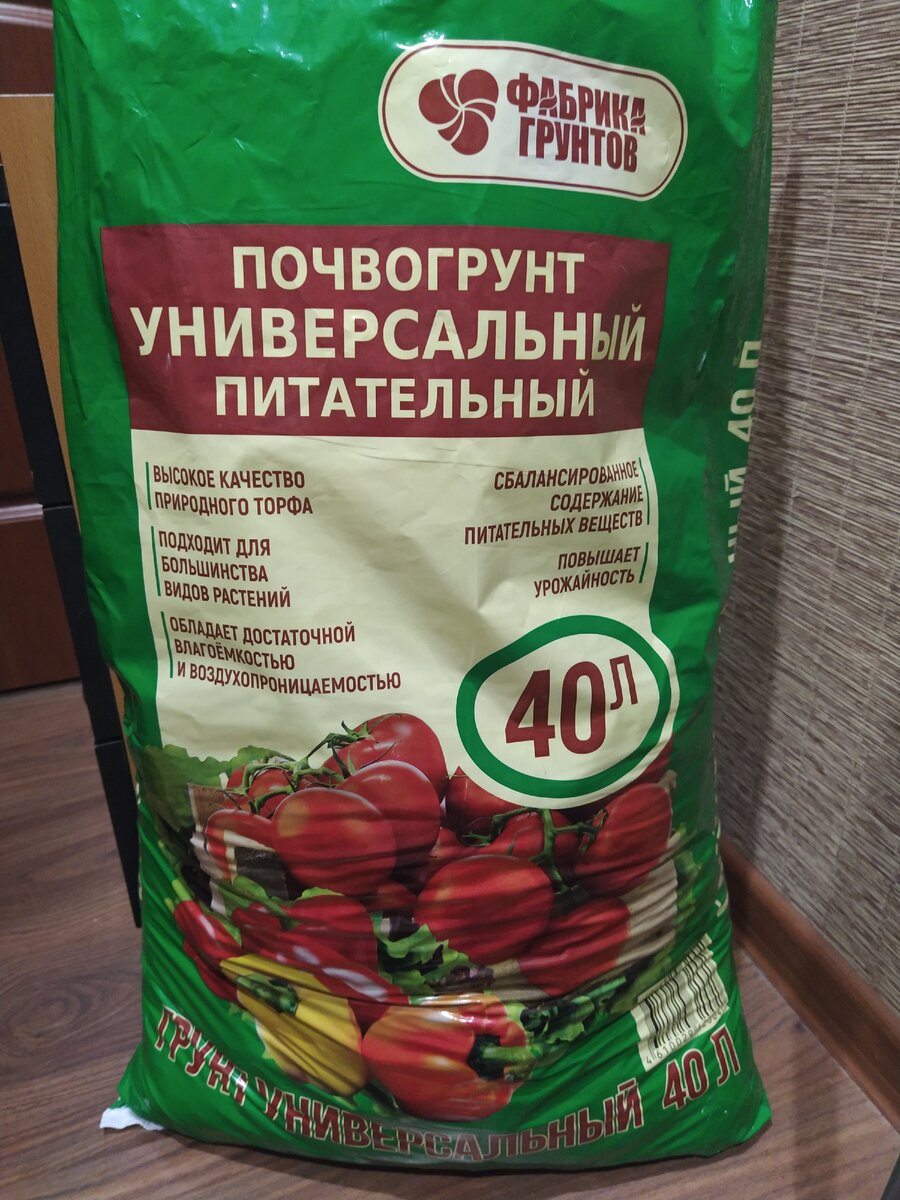 ФАБРИКА
ГРУНТОВ
ПОЧВОГРУНТ
УНИВЕРСАЛЬНЫЙ
ПИТАТЕЛЬНЫЙ
ВЫСОКОЕ КАЧЕСТВО
ПРИРОДНОГО ТОРФА
ПОДХОДИТ ДЛЯ
БОЛЬШИНСТВА
ВИДОВ РАСТЕНИЙ
ОБЛАДАЕТ ДОСТАТОЧНОЙ
ВЛАГОЁМКОСТЬЮ
И ВОЗДУХОПРОНИЦАЕМОСТЬЮ
СБАЛАНСИРОВАННОЕ
СОДЕРЖАНИЕ
ПИТАТЕЛЬНЫХ ВЕЩЕСТВ
ПОВЫШАЕТ
УРОЖАЙНОСТЬ
40Л
ГРУНТ УНИВЕРСАЛЬНЫЙ 40 Л
40 Л